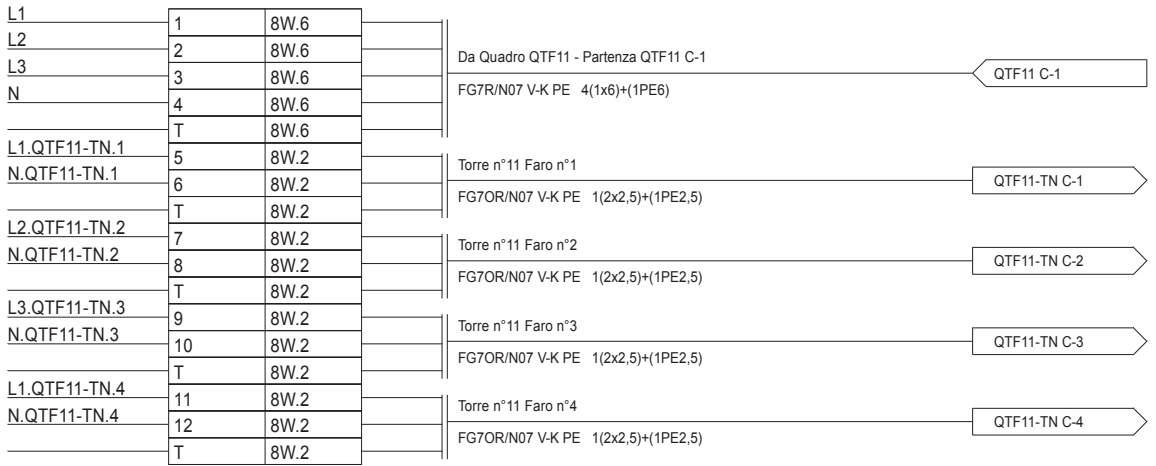 L1
1 8W.6
L2
2 8W.6
L3
3 8W.6
N
4 8W.6
T 8W.6
Da Quadro QTF11 - Partenza QTF11 C-1
FG7R/N07 V-K PE 4(1x6)+(1PE6)
QTF11 C-1
L1.QTF11-TN.1
5 8W.2
N.QTF11-TN.1
6 8W.2
T 8W.2
Torre n°11 Faro n°1
FG7OR/N07 V-K PE 1(2x2,5)+(1PE2,5)
QTF11-TN C-1
L2.QTF11-TN.2
7 8W.2
N.QTF11-TN.2
8 8W.2
T 8W.2
Torre n°11 Faro n°2
FG7OR/N07 V-K PE 1(2x2,5)+(1PE2,5)
QTF11-TN C-2
L3.QTF11-TN.3
9 8W.2
N.QTF11-TN.3
10 8W.2
T 8W.2
Torre n°11 Faro n°3
FG7OR/N07 V-K PE 1(2x2,5)+(1PE2,5)
QTF11-TN C-3
L1.QTF11-TN.4
11 8W.2
N.QTF11-TN.4
12 8W.2
T 8W.2
Torre n°11 Faro n°4
FG7OR/N07 V-K PE 1(2x2,5)+(1PE2,5)
QTF11-TN C-4